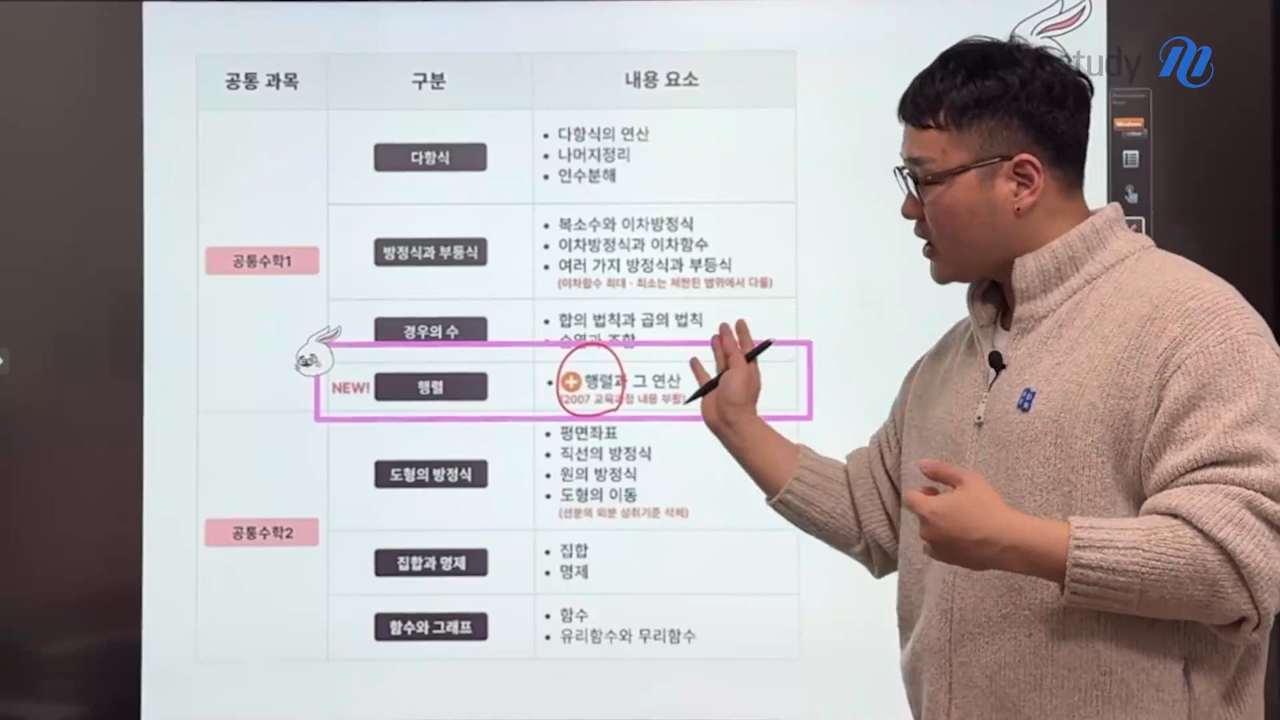 study
공통 과목
구분
내용 요소
공통수학1
다항식
• 다항식의 연산
• 나머지정리
• 인수분해
방정식과 부등식
• 복소수와 이차방정식
• 이차방정식과 이차함수
• 여러 가지 방정식과 부등식
(이차함수 최대 · 최소는 제한된 범위에서 다룸)
경우의 수
• 합의 법칙과 곱의 법칙
• 순열과 조합
NEW!
행렬
• + 행렬과 그 연산
(2007 교육과정 내용 부활)
공통수학2
도형의 방정식
• 평면좌표
• 직선의 방정식
• 원의 방정식
• 도형의 이동
(선분의 외분 성취기준 삭제)
집합과 명제
• 집합
• 명제
함수와 그래프
• 함수
• 유리함수와 무리함수